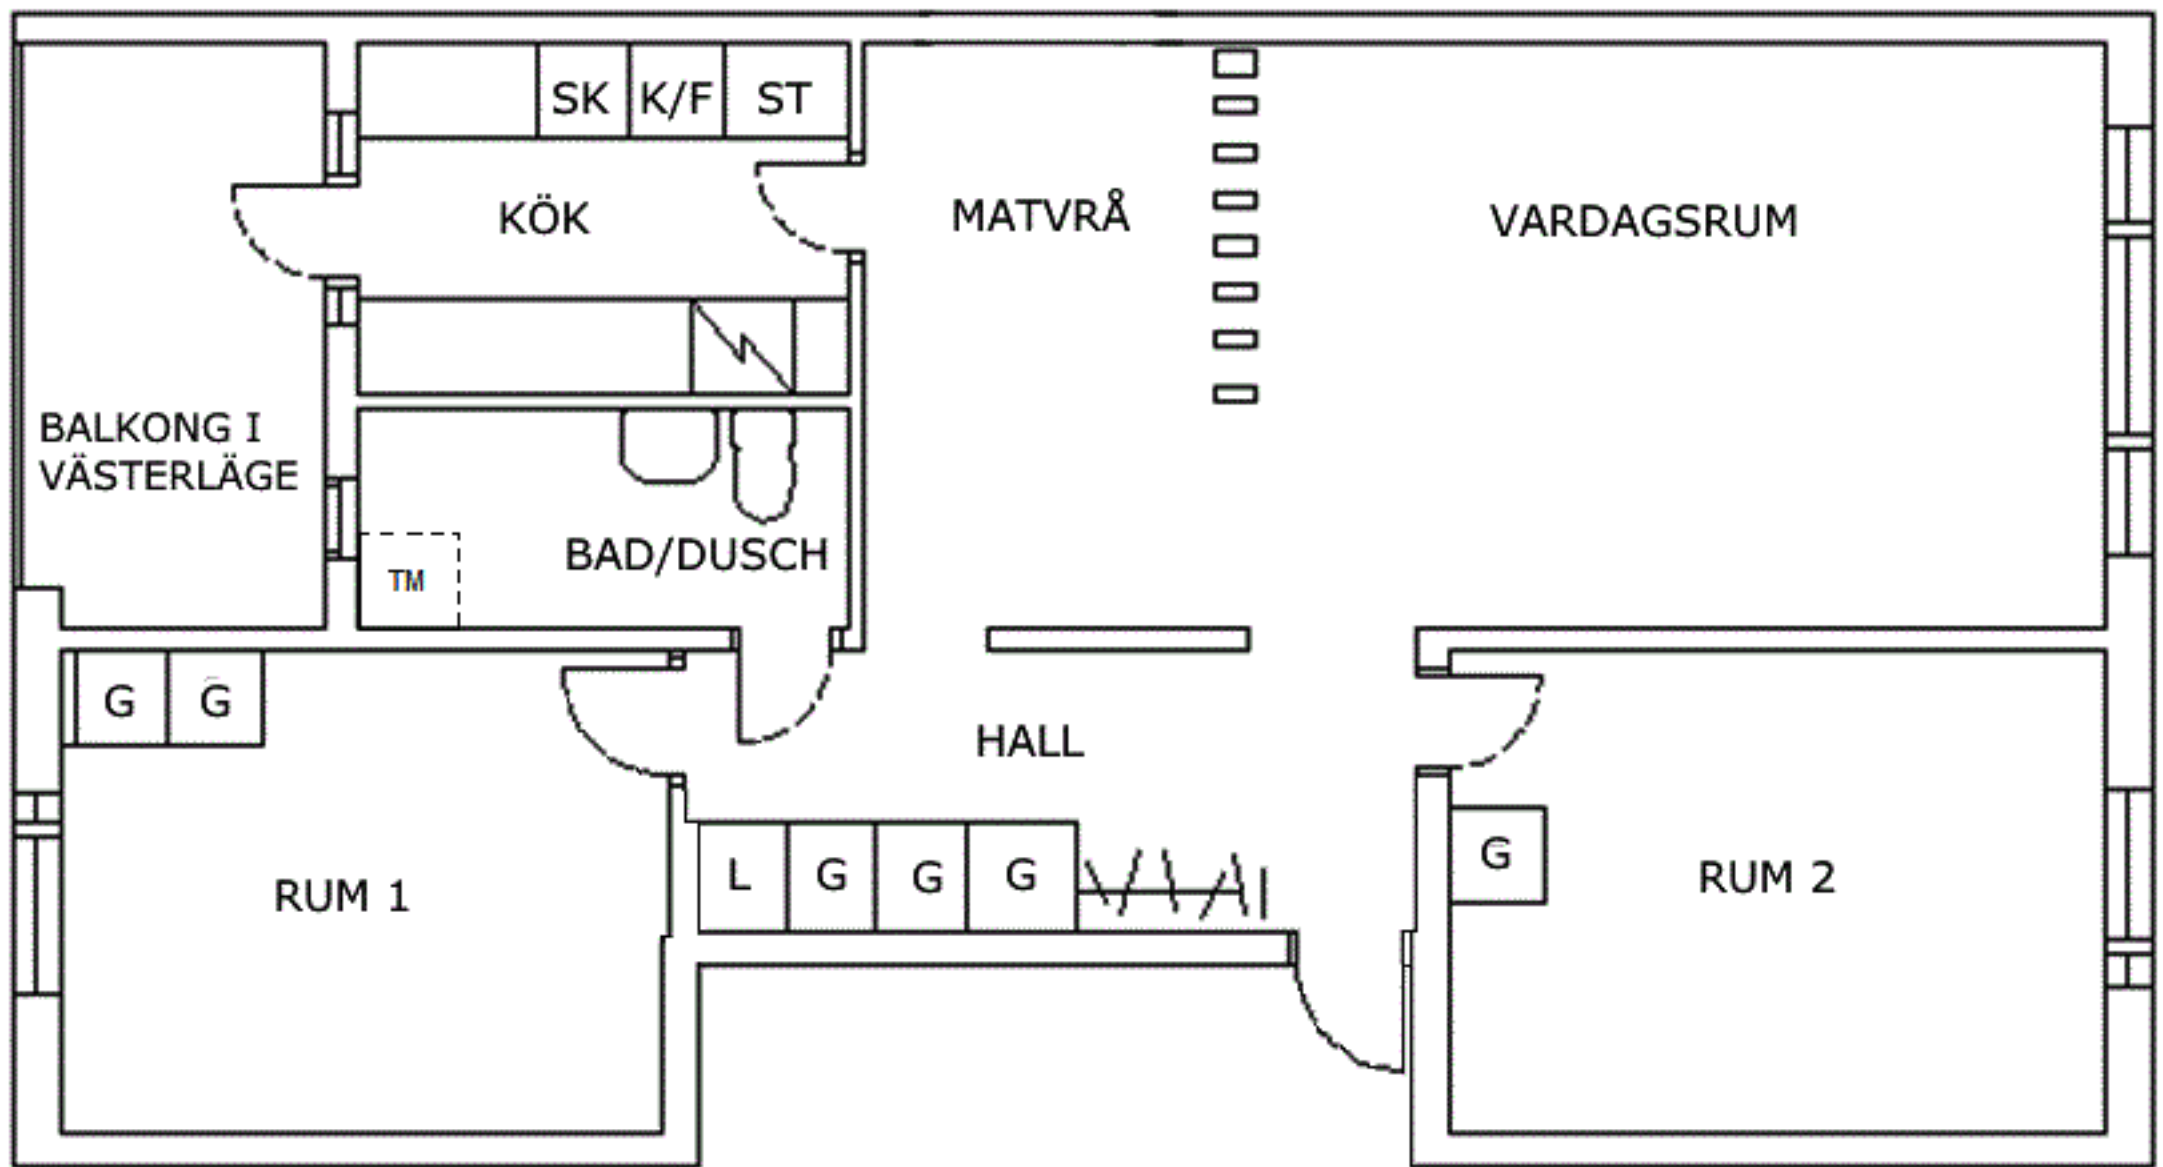 SK K/F ST
KÖK
MATVRÅ
VARDAGSRUM
BALKONG I
VÄSTERLÄGE
BAD/DUSCH
TM
G G
HALL
L G G G
G
RUM 1
RUM 2